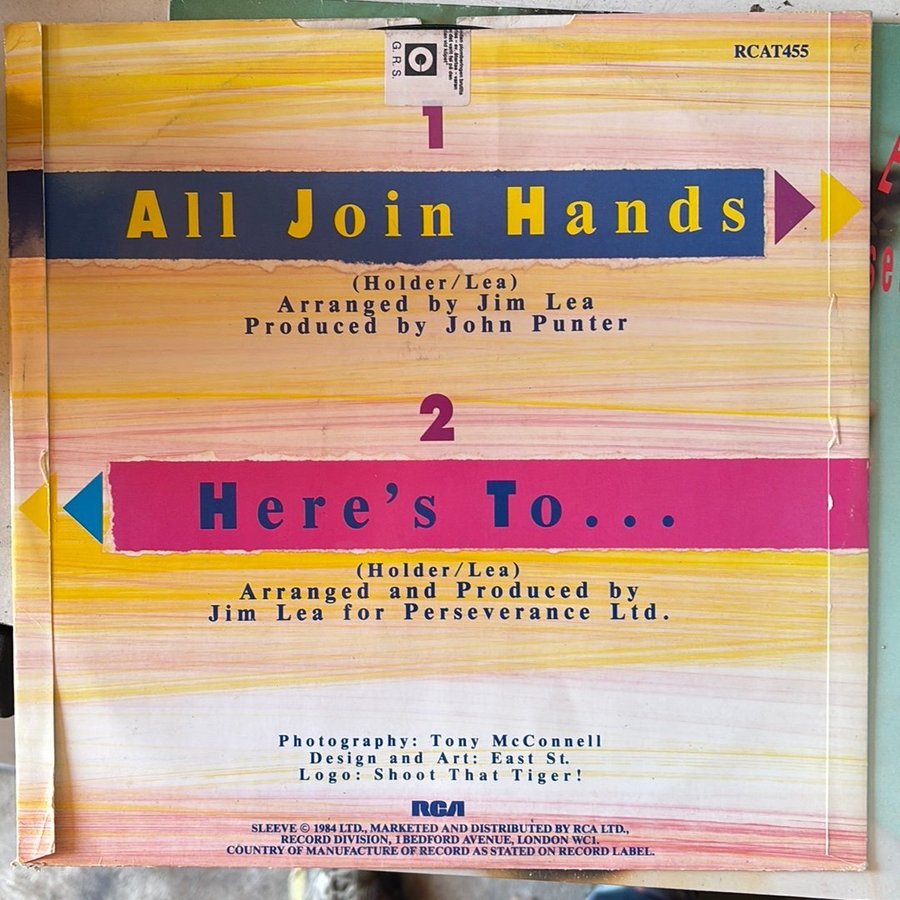 RCAT455
G.R.S.
1
All Join Hands
(Holder/Lea)
Arranged by Jim Lea
Produced by John Punter
2
Here's To...
(Holder/Lea)
Arranged and Produced by
Jim Lea for Perseverance Ltd.
Photography: Tony McConnell
Design and Art: East St.
Logo: Shoot That Tiger!
RCA
SLEEVE © 1984 LTD., MARKETED AND DISTRIBUTED BY RCA LTD.,
RECORD DIVISION, 1 BEDFORD AVENUE, LONDON WC1.
COUNTRY OF MANUFACTURE OF RECORD AS STATED ON RECORD LABEL.